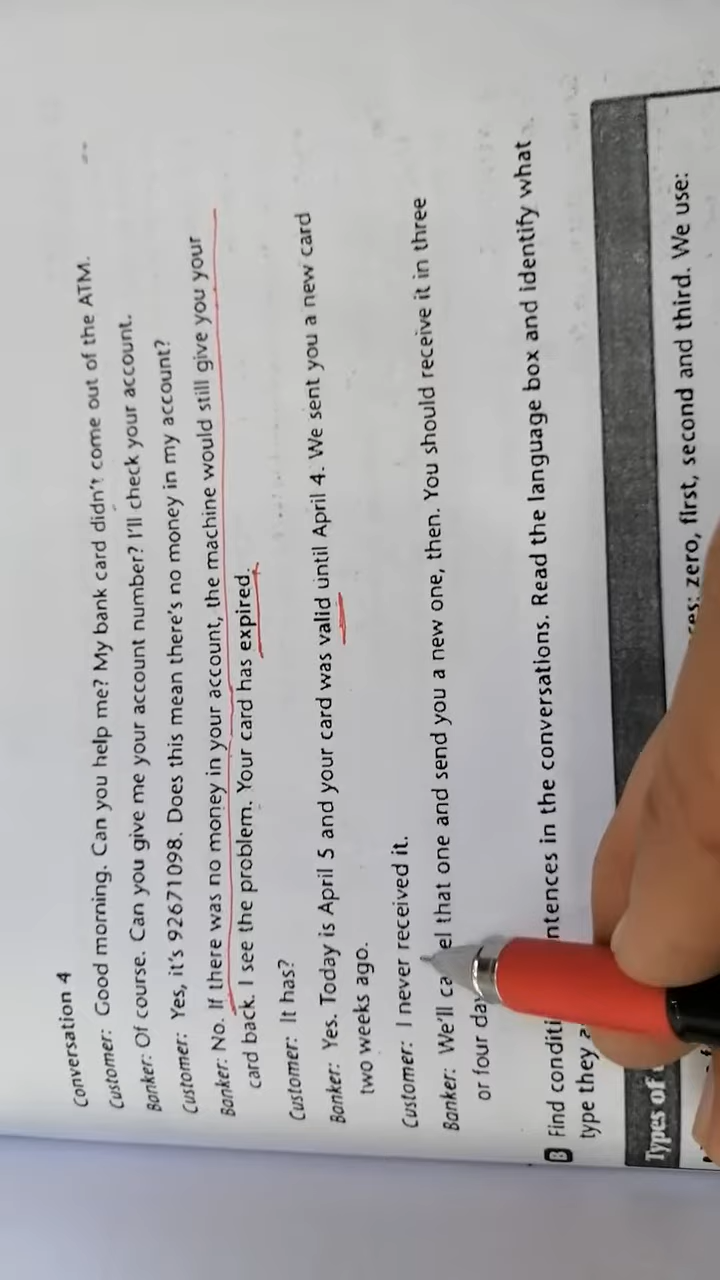 Conversation 4
Customer: Good morning. Can you help me? My bank card didn't come out of the ATM.
Banker: Of course. Can you give me your account number? I'll check your account.
Customer: Yes, it's 92671098. Does this mean there's no money in my account?
Banker: No. If there was no money in your account, the machine would still give you your
card back. I see the problem. Your card has expired.
Customer: It has?
Banker: Yes. Today is April 5 and your card was valid until April 4. We sent you a new card
two weeks ago.
Customer: I never received it.
Banker: We'll that one and send you a new one, then. You should receive it in three
or four
B Find in the conversations. Read the language box and identify what
type they
Types of
zero, first, second and third. We use: